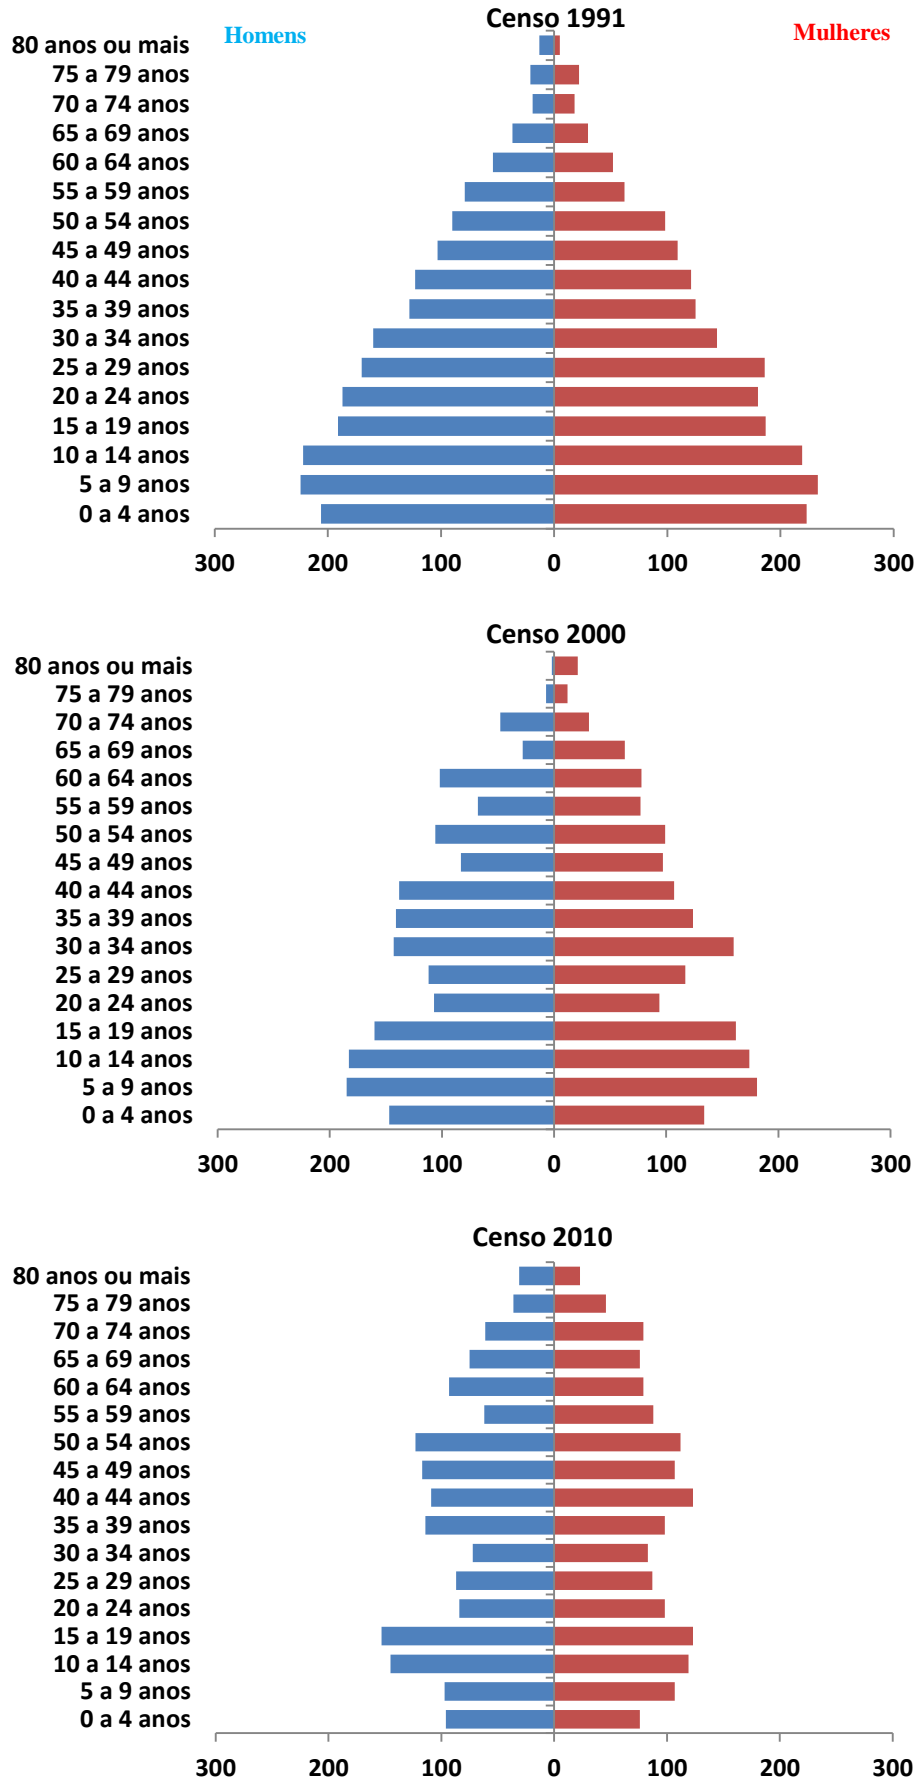 Censo 1991
Homens
Mulheres
80 anos ou mais
75 a 79 anos
70 a 74 anos
65 a 69 anos
60 a 64 anos
55 a 59 anos
50 a 54 anos
45 a 49 anos
40 a 44 anos
35 a 39 anos
30 a 34 anos
25 a 29 anos
20 a 24 anos
15 a 19 anos
10 a 14 anos
5 a 9 anos
0 a 4 anos
300 200 100 0 100 200 300
Censo 2000
80 anos ou mais
75 a 79 anos
70 a 74 anos
65 a 69 anos
60 a 64 anos
55 a 59 anos
50 a 54 anos
45 a 49 anos
40 a 44 anos
35 a 39 anos
30 a 34 anos
25 a 29 anos
20 a 24 anos
15 a 19 anos
10 a 14 anos
5 a 9 anos
0 a 4 anos
300 200 100 0 100 200 300
Censo 2010
80 anos ou mais
75 a 79 anos
70 a 74 anos
65 a 69 anos
60 a 64 anos
55 a 59 anos
50 a 54 anos
45 a 49 anos
40 a 44 anos
35 a 39 anos
30 a 34 anos
25 a 29 anos
20 a 24 anos
15 a 19 anos
10 a 14 anos
5 a 9 anos
0 a 4 anos
300 200 100 0 100 200 300